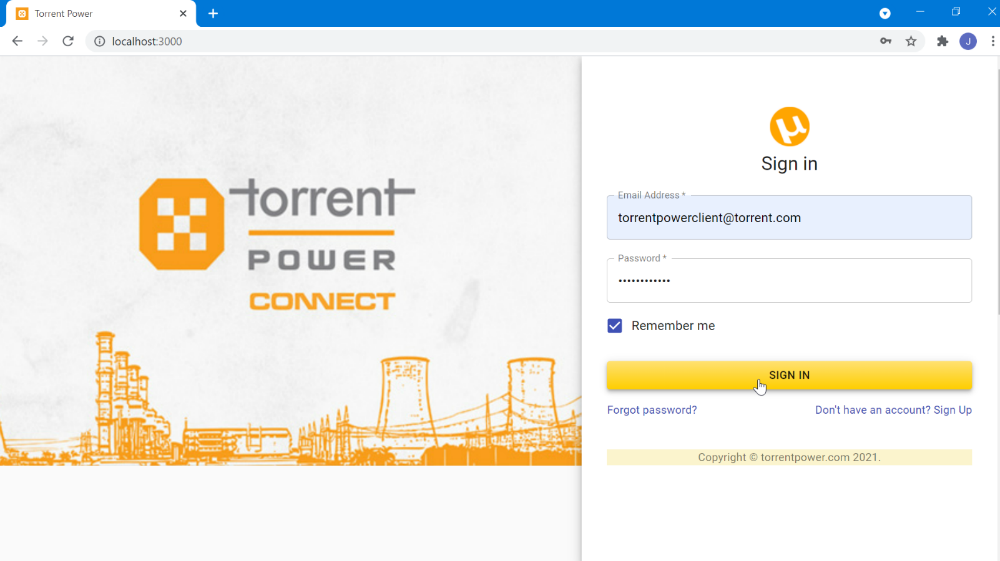 Torrent Power
localhost:3000
J
torrent
POWER
CONNECT
µ
Sign in
Email Address *
torrentpowerclient@torrent.com
Password *
••••••••••••
Remember me
SIGN IN
Forgot password?
Don't have an account? Sign Up
Copyright © torrentpower.com 2021.